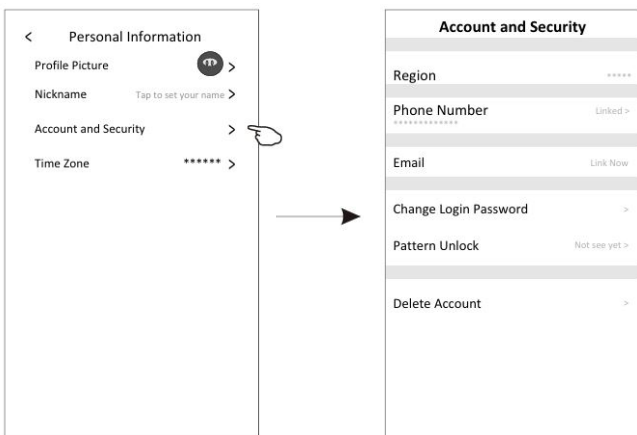 < Personal Information
Profile Picture >
Nickname Tap to set your name >
Account and Security >
Time Zone ****** >
Account and Security
Region *****
Phone Number Linked >
*************
Email Link Now
Change Login Password >
Pattern Unlock Not see yet >
Delete Account >